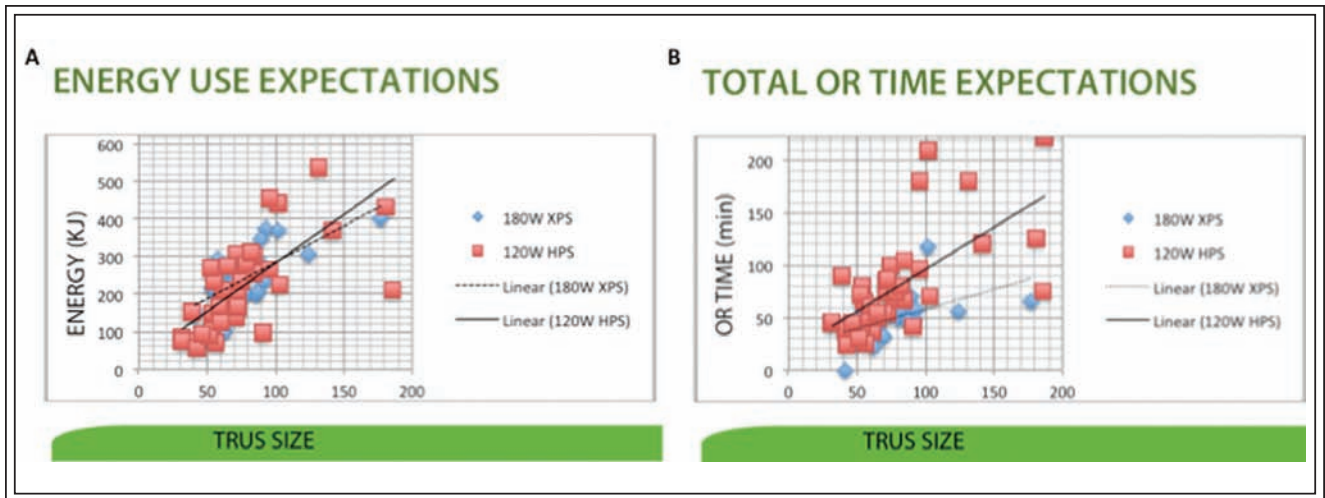 A
ENERGY USE EXPECTATIONS
ENERGY (KJ)
600
500
400
300
200
100
0
0 50 100 150 200
180W XPS
120W HPS
Linear (180W XPS)
Linear (120W HPS)
TRUS SIZE
B
TOTAL OR TIME EXPECTATIONS
OR TIME (min)
200
150
100
50
0
0 50 100 150 200
180W XPS
120W HPS
Linear (180W XPS)
Linear (120W HPS)
TRUS SIZE